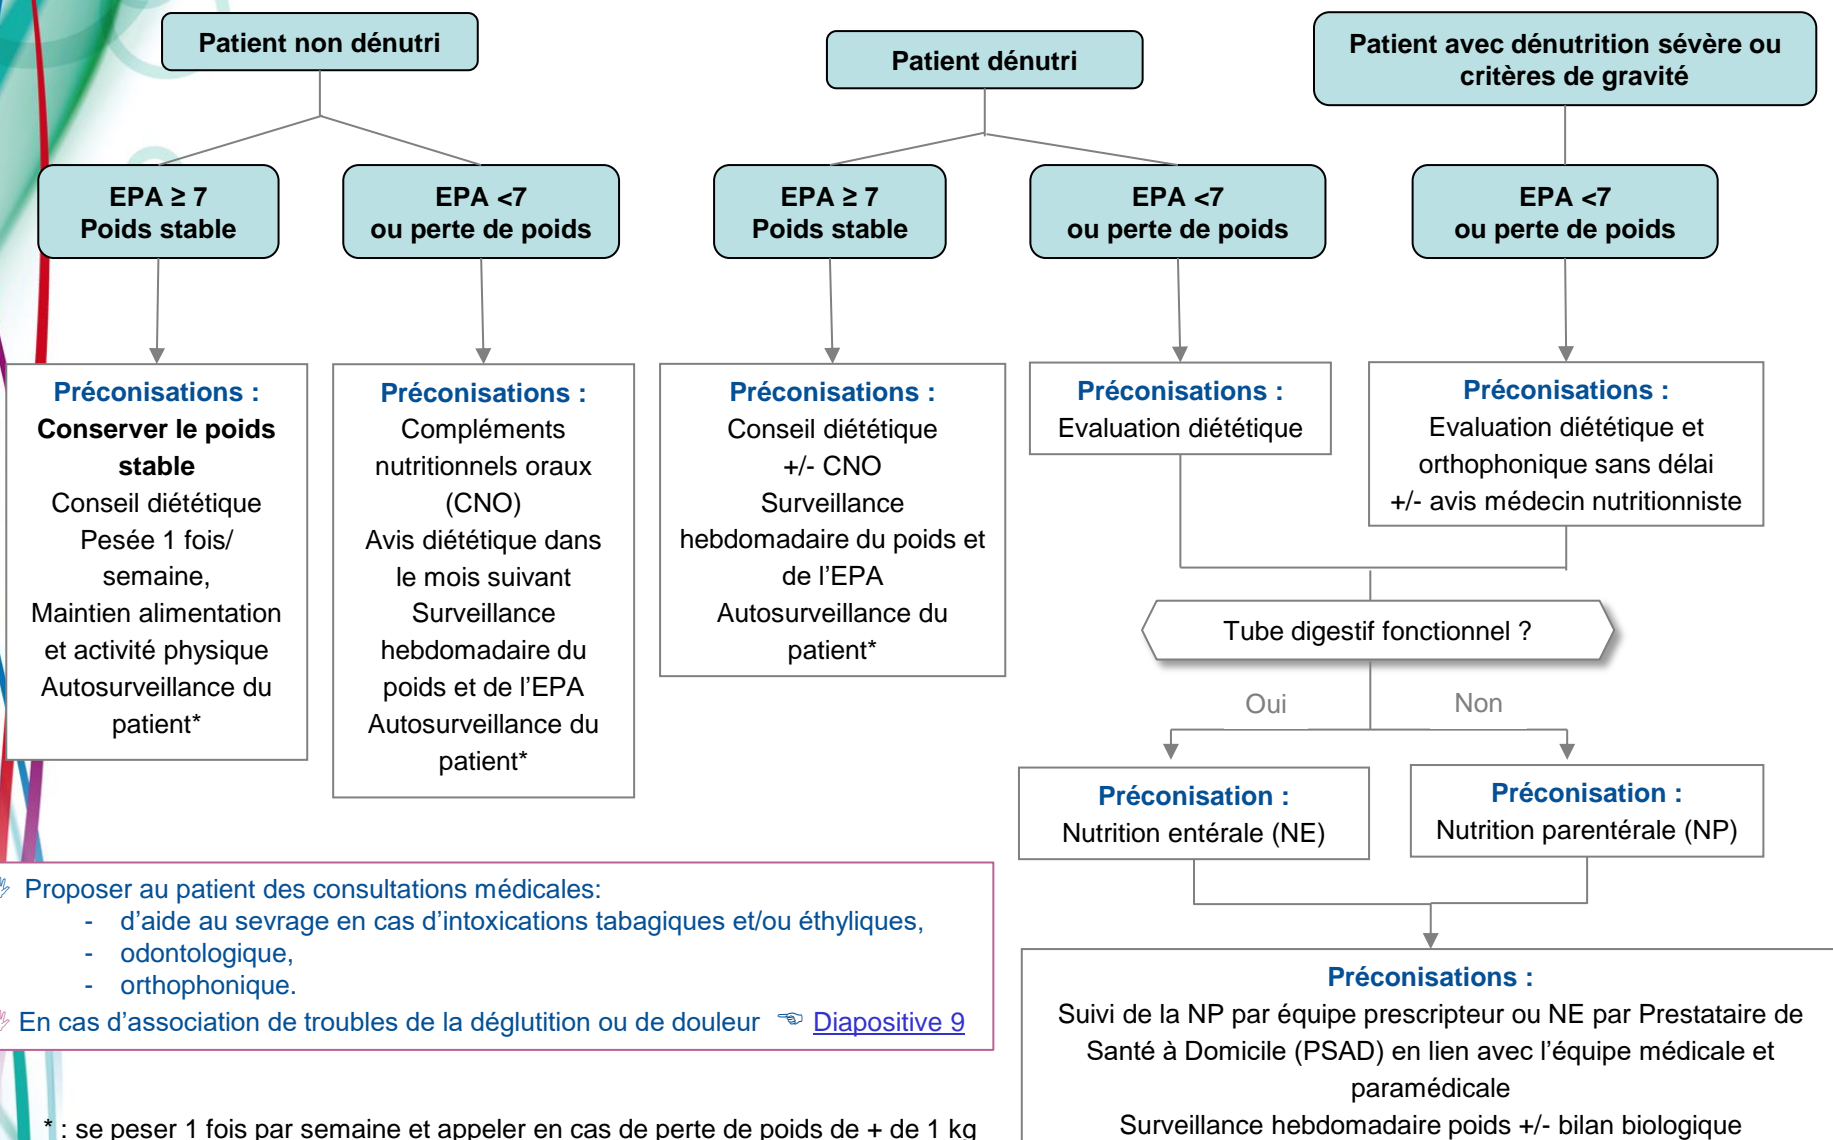 Patient non dénutri
Patient dénutri
Patient avec dénutrition sévère ou
critères de gravité
EPA ≥ 7
Poids stable
EPA <7
ou perte de poids
EPA ≥ 7
Poids stable
EPA <7
ou perte de poids
EPA <7
ou perte de poids
Préconisations :
Conserver le poids
stable
Conseil diététique
Pesée 1 fois/
semaine,
Maintien alimentation
et activité physique
Autosurveillance du
patient*
Préconisations :
Compléments
nutritionnels oraux
(CNO)
Avis diététique dans
le mois suivant
Surveillance
hebdomadaire du
poids et de l’EPA
Autosurveillance du
patient*
Préconisations :
Conseil diététique
+/- CNO
Surveillance
hebdomadaire du poids et
de l’EPA
Autosurveillance du
patient*
Préconisations :
Evaluation diététique
Préconisations :
Evaluation diététique et
orthophonique sans délai
+/- avis médecin nutritionniste
Tube digestif fonctionnel ?
Oui
Non
Préconisation :
Nutrition entérale (NE)
Préconisation :
Nutrition parentérale (NP)
Préconisations :
Suivi de la NP par équipe prescripteur ou NE par Prestataire de
Santé à Domicile (PSAD) en lien avec l’équipe médicale et
paramédicale
Surveillance hebdomadaire poids +/- bilan biologique
Proposer au patient des consultations médicales:
- d’aide au sevrage en cas d’intoxications tabagiques et/ou éthyliques,
- odontologique,
- orthophonique.
En cas d’association de troubles de la déglutition ou de douleur ☜ Diapositive 9
* : se peser 1 fois par semaine et appeler en cas de perte de poids de + de 1 kg